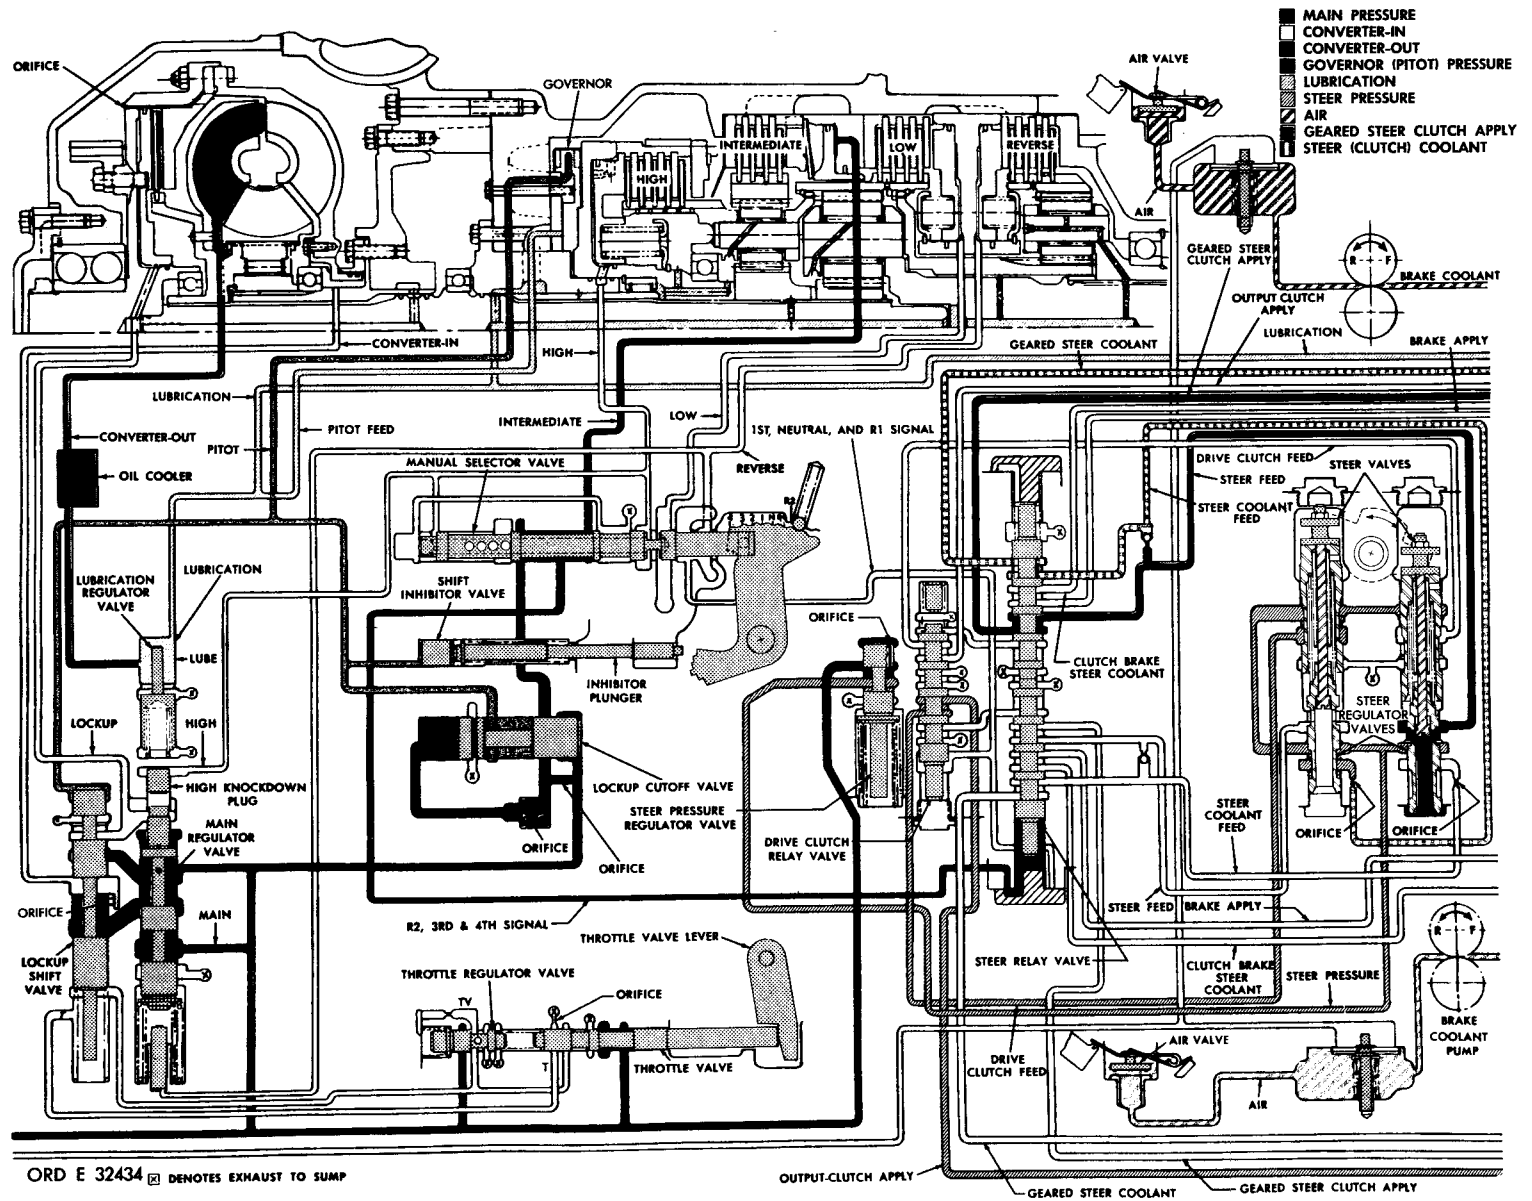 MAIN PRESSURE
CONVERTER-IN
CONVERTER-OUT
GOVERNOR (PITOT) PRESSURE
LUBRICATION
STEER PRESSURE
AIR
GEARED STEER CLUTCH APPLY
STEER (CLUTCH) COOLANT
ORIFICE
GOVERNOR
AIR VALVE
INTERMEDIATE
LOW
REVERSE
HIGH
AIR
GEARED STEER
CLUTCH APPLY
R
F
BRAKE COOLANT
OUTPUT CLUTCH
APPLY
LUBRICATION
CONVERTER-IN
HIGH
GEARED STEER COOLANT
BRAKE APPLY
LUBRICATION
INTERMEDIATE
LOW
CONVERTER-OUT
PITOT
PITOT FEED
1ST, NEUTRAL, AND R1 SIGNAL
MANUAL SELECTOR VALVE
REVERSE
DRIVE CLUTCH FEED
STEER VALVES
OIL COOLER
STEER FEED
STEER COOLANT
FEED
R2
LUBRICATION
REGULATOR
VALVE
LUBRICATION
SHIFT
INHIBITOR VALVE
ORIFICE
LUBE
CLUTCH BRAKE
STEER COOLANT
INHIBITOR
PLUNGER
STEER
REGULATOR
VALVES
LOCKUP
HIGH
HIGH KNOCKDOWN
PLUG
LOCKUP CUTOFF VALVE
STEER PRESSURE
REGULATOR VALVE
STEER
COOLANT
FEED
ORIFICE
ORIFICE
MAIN
REGULATOR
VALVE
ORIFICE
DRIVE CLUTCH
RELAY VALVE
ORIFICE
ORIFICE
MAIN
R2, 3RD & 4TH SIGNAL
STEER FEED
BRAKE APPLY
R
F
THROTTLE VALVE LEVER
LOCKUP
SHIFT
VALVE
THROTTLE REGULATOR VALVE
STEER RELAY VALVE
CLUTCH BRAKE
STEER
COOLANT
STEER PRESSURE
TV
ORIFICE
BRAKE
COOLANT
PUMP
T
THROTTLE VALVE
DRIVE
CLUTCH FEED
AIR VALVE
AIR
ORD E 32434
X DENOTES EXHAUST TO SUMP
OUTPUT-CLUTCH APPLY
GEARED STEER COOLANT
GEARED STEER CLUTCH APPLY